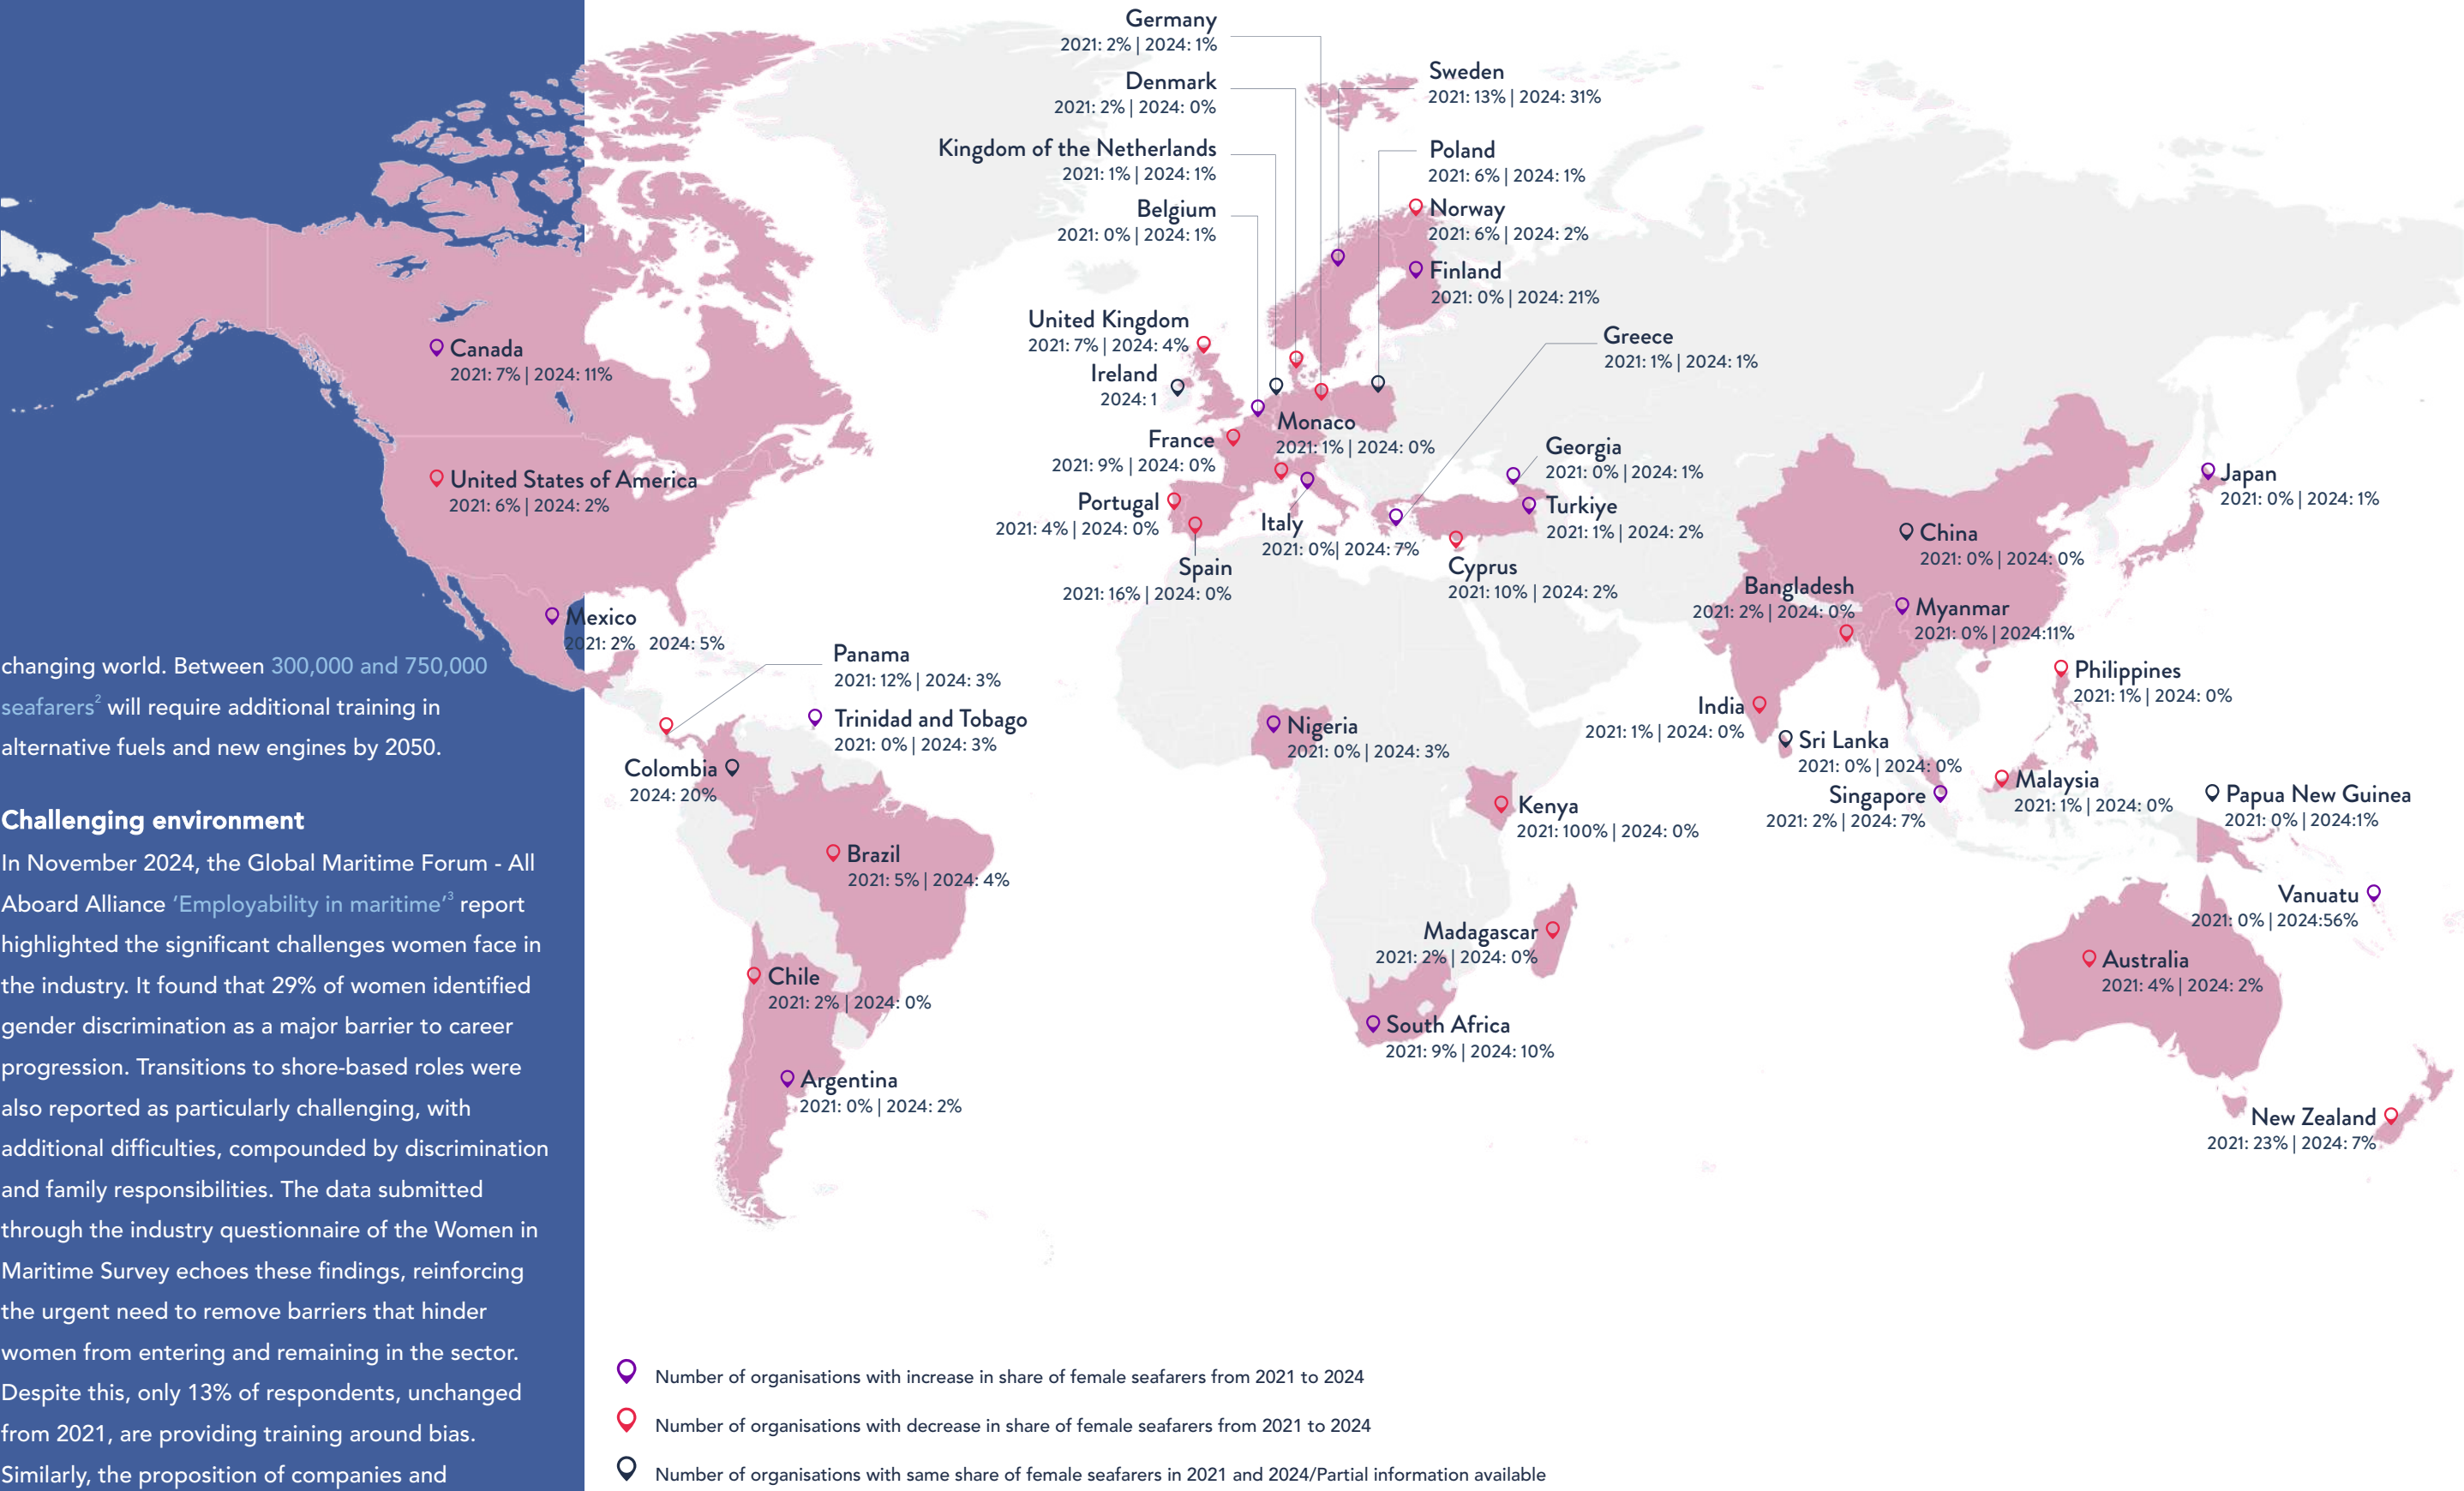 changing world. Between 300,000 and 750,000
seafarers2 will require additional training in
alternative fuels and new engines by 2050.
Challenging environment
In November 2024, the Global Maritime Forum - All
Aboard Alliance ‘Employability in maritime’3 report
highlighted the significant challenges women face in
the industry. It found that 29% of women identified
gender discrimination as a major barrier to career
progression. Transitions to shore-based roles were
also reported as particularly challenging, with
additional difficulties, compounded by discrimination
and family responsibilities. The data submitted
through the industry questionnaire of the Women in
Maritime Survey echoes these findings, reinforcing
the urgent need to remove barriers that hinder
women from entering and remaining in the sector.
Despite this, only 13% of respondents, unchanged
from 2021, are providing training around bias.
Similarly, the proposition of companies and
Germany
2021: 2% | 2024: 1%
Denmark
2021: 2% | 2024: 0%
Kingdom of the Netherlands
2021: 1% | 2024: 1%
Belgium
2021: 0% | 2024: 1%
Sweden
2021: 13% | 2024: 31%
Poland
2021: 6% | 2024: 1%
Norway
2021: 6% | 2024: 2%
Finland
2021: 0% | 2024: 21%
United Kingdom
2021: 7% | 2024: 4%
Ireland
2024: 1
Greece
2021: 1% | 2024: 1%
Canada
2021: 7% | 2024: 11%
United States of America
2021: 6% | 2024: 2%
Mexico
2021: 2% 2024: 5%
France
2021: 9% | 2024: 0%
Monaco
2021: 1% | 2024: 0%
Portugal
2021: 4% | 2024: 0%
Spain
2021: 16% | 2024: 0%
Italy
2021: 0%| 2024: 7%
Georgia
2021: 0% | 2024: 1%
Turkiye
2021: 1% | 2024: 2%
Cyprus
2021: 10% | 2024: 2%
Japan
2021: 0% | 2024: 1%
China
2021: 0% | 2024: 0%
Bangladesh
2021: 2% | 2024: 0%
Myanmar
2021: 0% | 2024:11%
Philippines
2021: 1% | 2024: 0%
India
2021: 1% | 2024: 0%
Sri Lanka
2021: 0% | 2024: 0%
Malaysia
2021: 1% | 2024: 0%
Singapore
2021: 2% | 2024: 7%
Papua New Guinea
2021: 0% | 2024:1%
Vanuatu
2021: 0% | 2024:56%
Australia
2021: 4% | 2024: 2%
New Zealand
2021: 23% | 2024: 7%
Panama
2021: 12% | 2024: 3%
Trinidad and Tobago
2021: 0% | 2024: 3%
Colombia
2024: 20%
Brazil
2021: 5% | 2024: 4%
Chile
2021: 2% | 2024: 0%
Argentina
2021: 0% | 2024: 2%
Nigeria
2021: 0% | 2024: 3%
Kenya
2021: 100% | 2024: 0%
Madagascar
2021: 2% | 2024: 0%
South Africa
2021: 9% | 2024: 10%
Number of organisations with increase in share of female seafarers from 2021 to 2024
Number of organisations with decrease in share of female seafarers from 2021 to 2024
Number of organisations with same share of female seafarers in 2021 and 2024/Partial information available